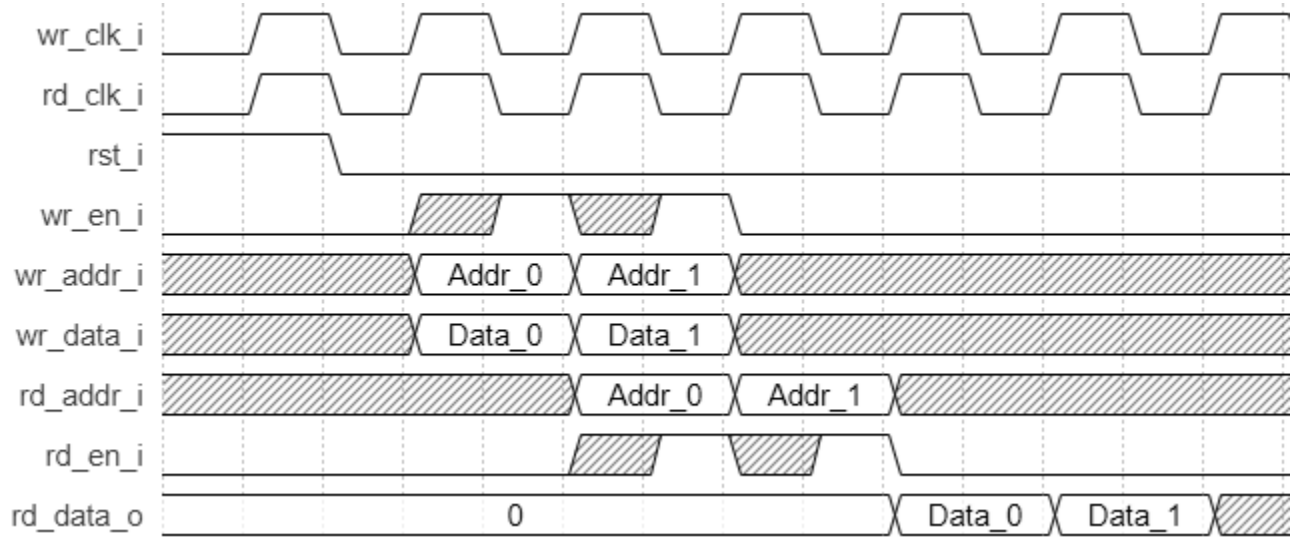 wr_clk_i
rd_clk_i
rst_i
wr_en_i
wr_addr_i Addr_0 Addr_1
wr_data_i Data_0 Data_1
rd_addr_i Addr_0 Addr_1
rd_en_i
rd_data_o 0 Data_0 Data_1